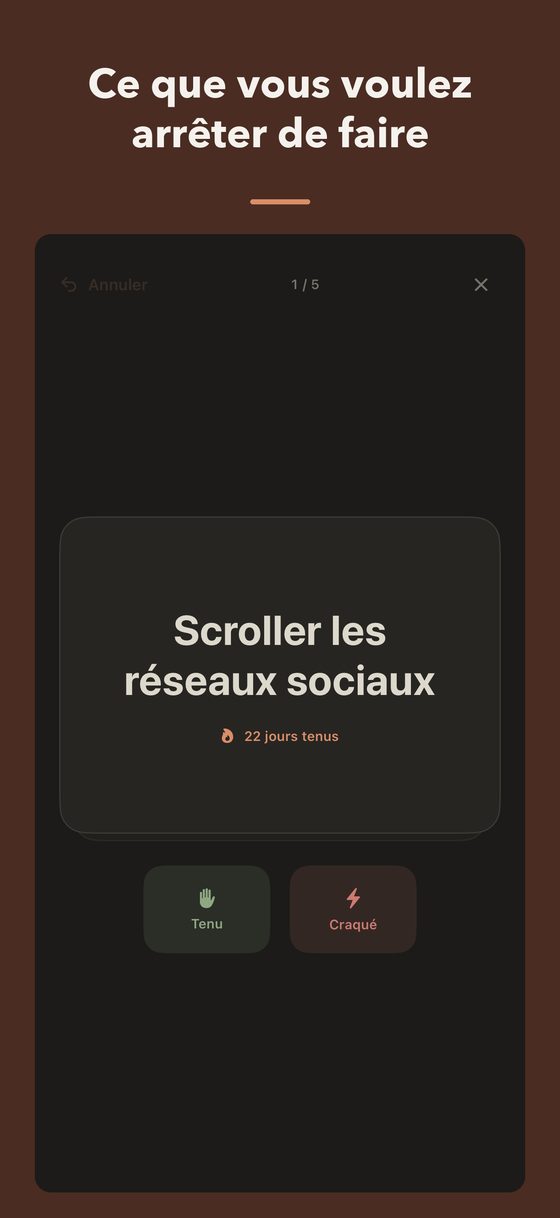 Ce que vous voulez
arrêter de faire
Annuler
1 / 5
Scroller les
réseaux sociaux
22 jours tenus
Tenu
Craqué